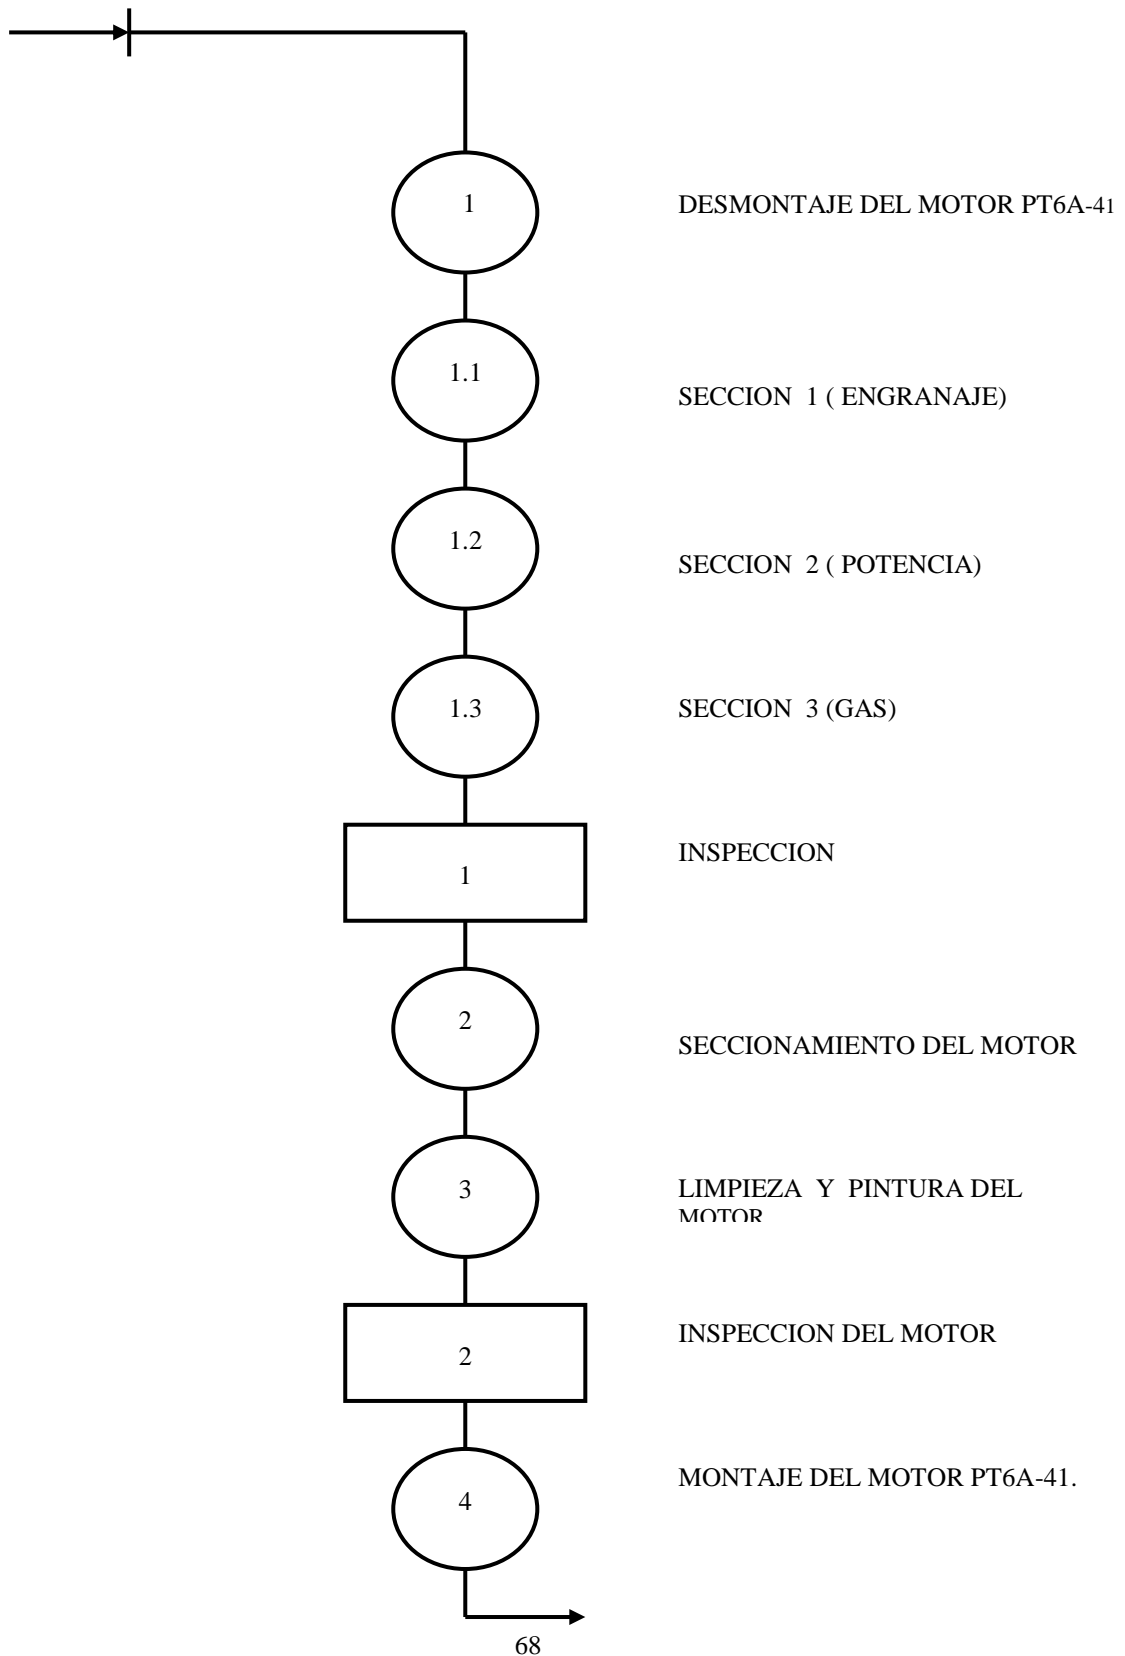 1
DESMONTAJE DEL MOTOR PT6A-41
1.1
SECCION 1 ( ENGRANAJE)
1.2
SECCION 2 ( POTENCIA)
1.3
SECCION 3 (GAS)
INSPECCION
1
2
SECCIONAMIENTO DEL MOTOR
3
LIMPIEZA Y PINTURA DEL
MOTOR
INSPECCION DEL MOTOR
2
MONTAJE DEL MOTOR PT6A-41.
4
68